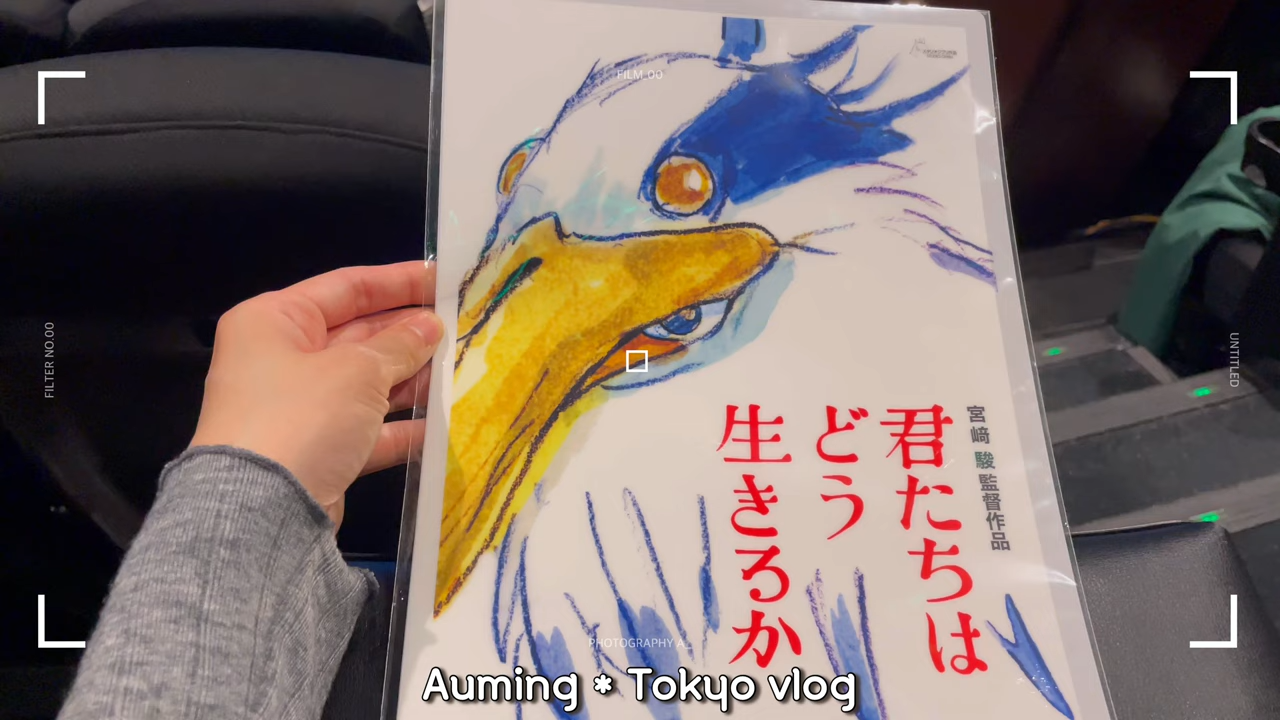 FILM.00
FILTER NO.00
UNTITLED
宮﨑 駿 監督作品
君たちは
どう
生きるか
PHOTOGRAPHY A
Auming * Tokyo vlog